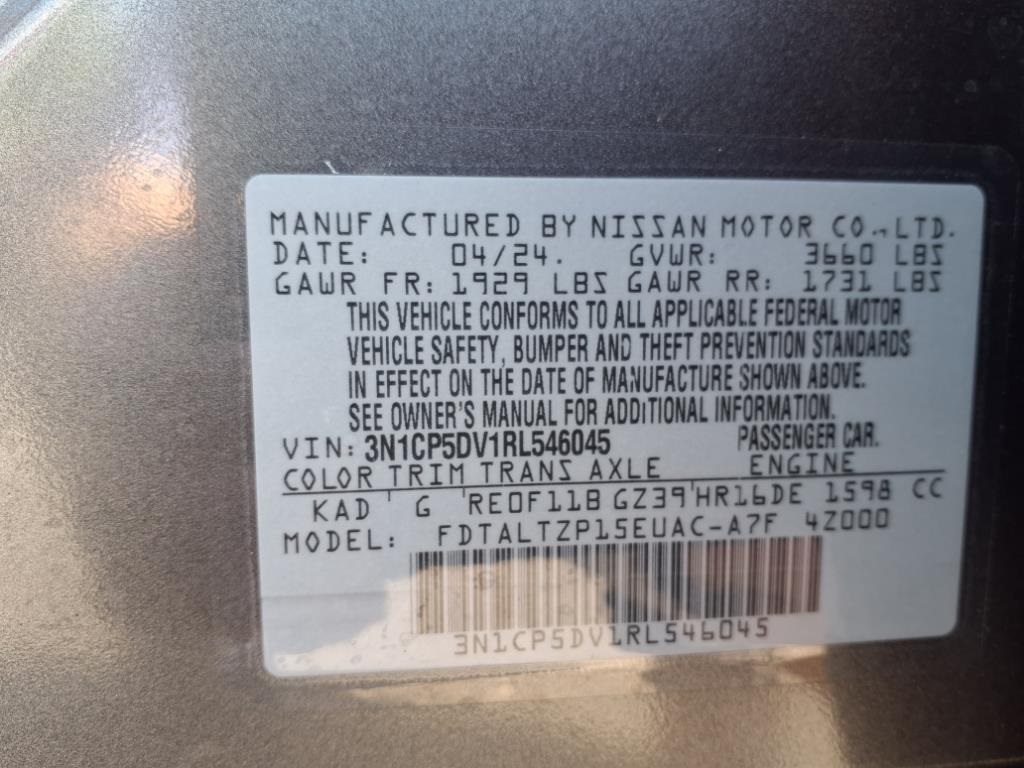 MANUFACTURED BY NISSAN MOTOR CO., LTD.
DATE: 04/24. GVWR: 3660 LBS
GAWR FR: 1929 LBS GAWR RR: 1731 LBS
THIS VEHICLE CONFORMS TO ALL APPLICABLE FEDERAL MOTOR
VEHICLE SAFETY, BUMPER AND THEFT PREVENTION STANDARDS
IN EFFECT ON THE DATE OF MANUFACTURE SHOWN ABOVE.
SEE OWNER'S MANUAL FOR ADDITIONAL INFORMATION.
VIN: 3N1CP5DV1RL546045 PASSENGER CAR.
COLOR TRIM TRANS AXLE ENGINE
KAD G RE0F11B GZ39 HR16DE 1598 CC
MODEL: FDTALTZP15EUAC-A7F 4Z000
3N1CP5DV1RL546045